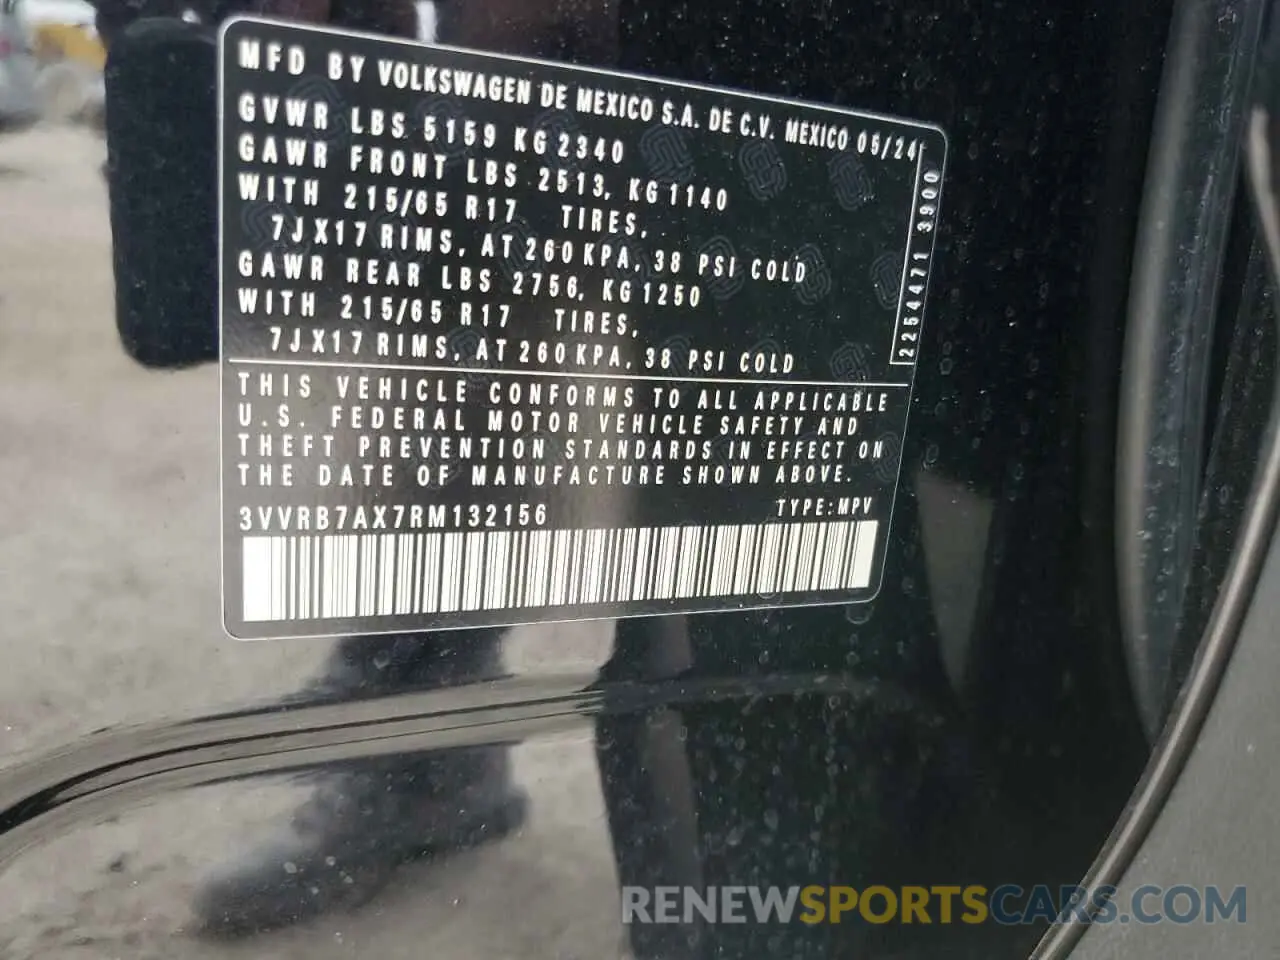 MFD BY VOLKSWAGEN DE MEXICO S.A. DE C.V. MEXICO 05/24
GVWR LBS 5159 KG 2340
GAWR FRONT LBS 2513, KG 1140
WITH 215/65 R17 TIRES,
7JX17 RIMS, AT 260 KPA, 38 PSI COLD
GAWR REAR LBS 2756, KG 1250
WITH 215/65 R17 TIRES,
7JX17 RIMS, AT 260 KPA, 38 PSI COLD
2254471 3900
THIS VEHICLE CONFORMS TO ALL APPLICABLE
U.S. FEDERAL MOTOR VEHICLE SAFETY AND
THEFT PREVENTION STANDARDS IN EFFECT ON
THE DATE OF MANUFACTURE SHOWN ABOVE.
3VVRB7AX7RM132156 TYPE: MPV
RENEWSPORTSCARS.COM